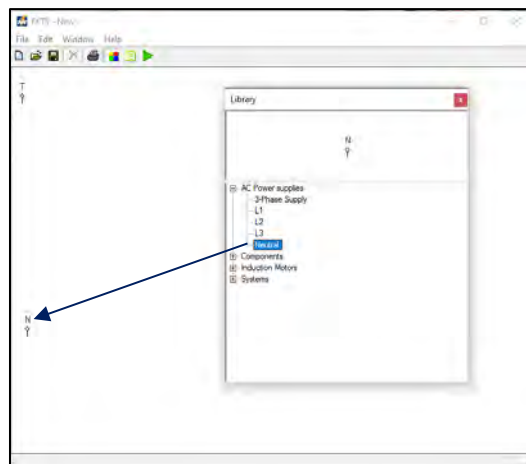 File Edit Window Help
T
Library
N
AC Power supplies
3-Phase Supply
L1
L2
L3
Neutral
Components
Induction Motors
Systems
N